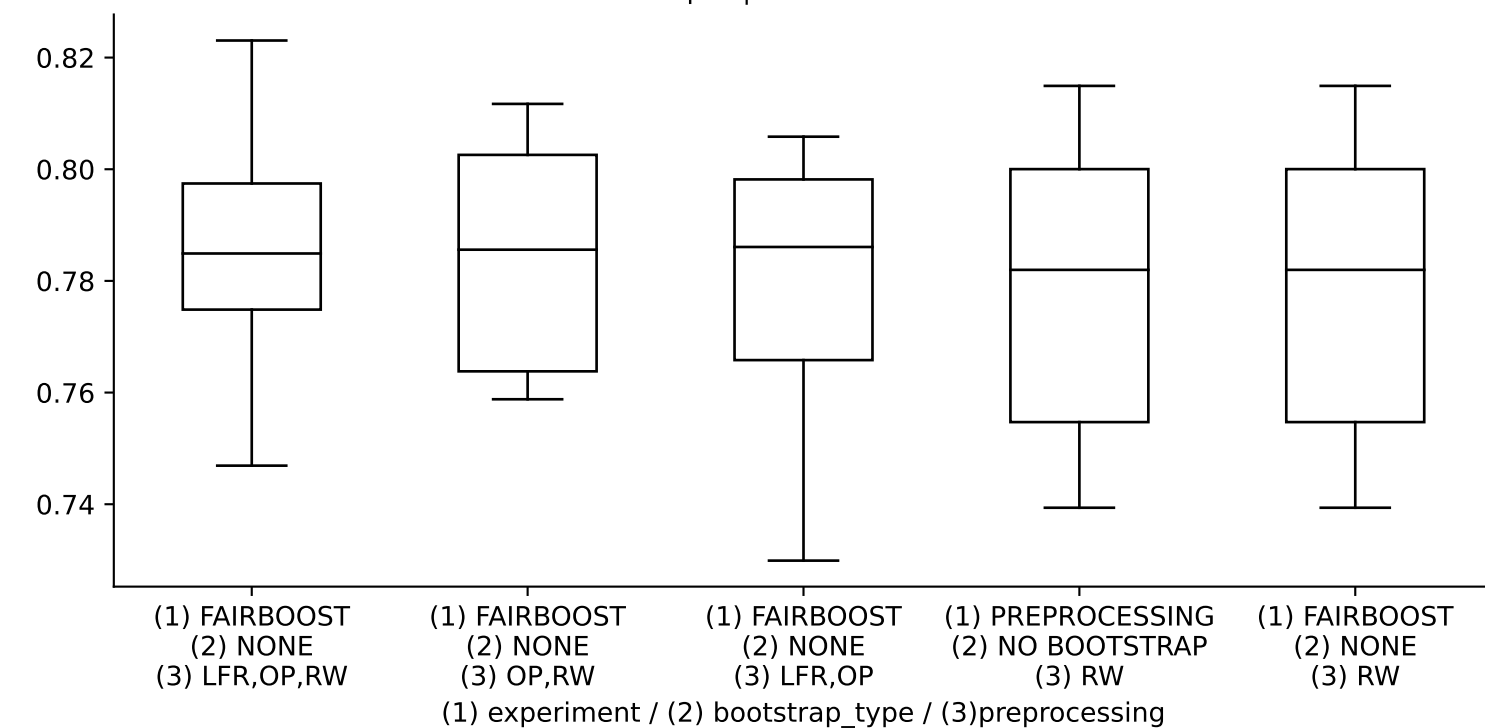 0.82
0.80
0.78
0.76
0.74
(1) FAIRBOOST
(2) NONE
(3) LFR,OP,RW
(1) FAIRBOOST
(2) NONE
(3) OP,RW
(1) FAIRBOOST
(2) NONE
(3) LFR,OP
(1) PREPROCESSING
(2) NO BOOTSTRAP
(3) RW
(1) FAIRBOOST
(2) NONE
(3) RW
(1) experiment / (2) bootstrap_type / (3)preprocessing